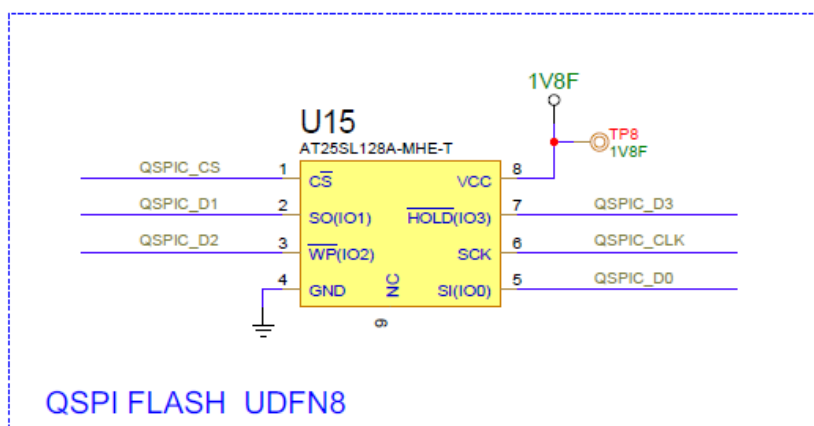 1V8F
U15
AT25SL128A-MHE-T
TP8
1V8F
QSPIC_CS 1 CS VCC 8
QSPIC_D1 2 SO(IO1) HOLD(IO3) 7 QSPIC_D3
QSPIC_D2 3 WP(IO2) SCK 6 QSPIC_CLK
4 GND NC SI(IO0) 5 QSPIC_D0
9
QSPI FLASH UDFN8